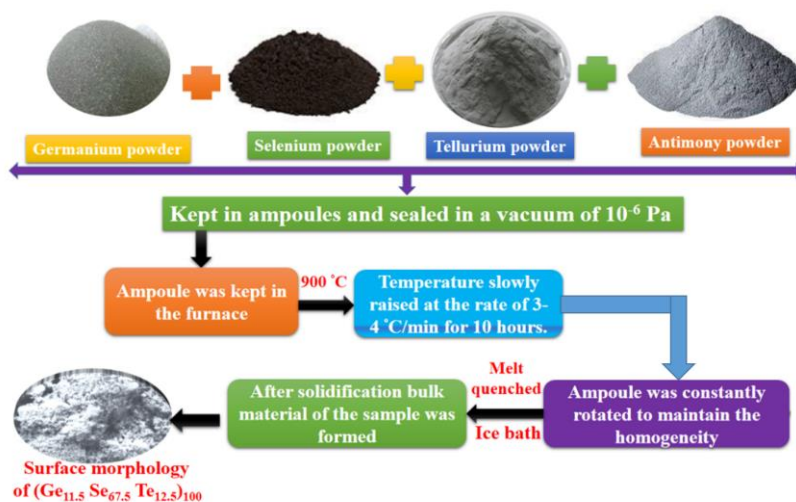 Germanium powder
Selenium powder
Tellurium powder
Antimony powder
Kept in ampoules and sealed in a vacuum of 10⁻⁶ Pa
Ampoule was kept in
the furnace
900 °C
Temperature slowly
raised at the rate of 3-
4 °C/min for 10 hours.
Ampoule was constantly
rotated to maintain the
homogeneity
Melt
quenched
Ice bath
After solidification bulk
material of the sample was
formed
Surface morphology
of (Ge₁₁.₅ Se₆₇.₅ Te₁₂.₅)₁₀₀